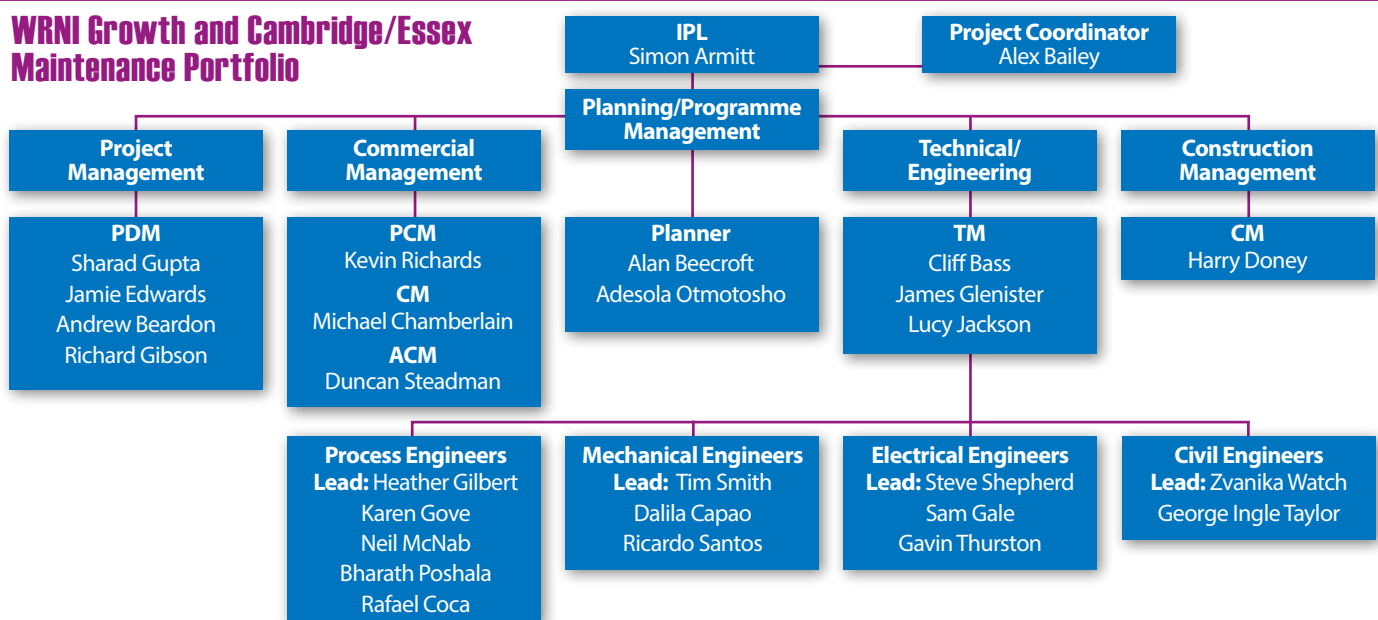 WRNI Growth and Cambridge/Essex
Maintenance Portfolio
IPL
Simon Armitt
Project Coordinator
Alex Bailey
Planning/Programme
Management
Project
Management
Commercial
Management
Technical/
Engineering
Construction
Management
PDM
Sharad Gupta
Jamie Edwards
Andrew Beardon
Richard Gibson
PCM
Kevin Richards
CM
Michael Chamberlain
ACM
Duncan Steadman
Planner
Alan Beecroft
Adesola Otmotosho
TM
Cliff Bass
James Glenister
Lucy Jackson
CM
Harry Doney
Process Engineers
Lead: Heather Gilbert
Karen Gove
Neil McNab
Bharath Poshala
Rafael Coca
Mechanical Engineers
Lead: Tim Smith
Dalila Capao
Ricardo Santos
Electrical Engineers
Lead: Steve Shepherd
Sam Gale
Gavin Thurston
Civil Engineers
Lead: Zvanika Watch
George Ingle Taylor